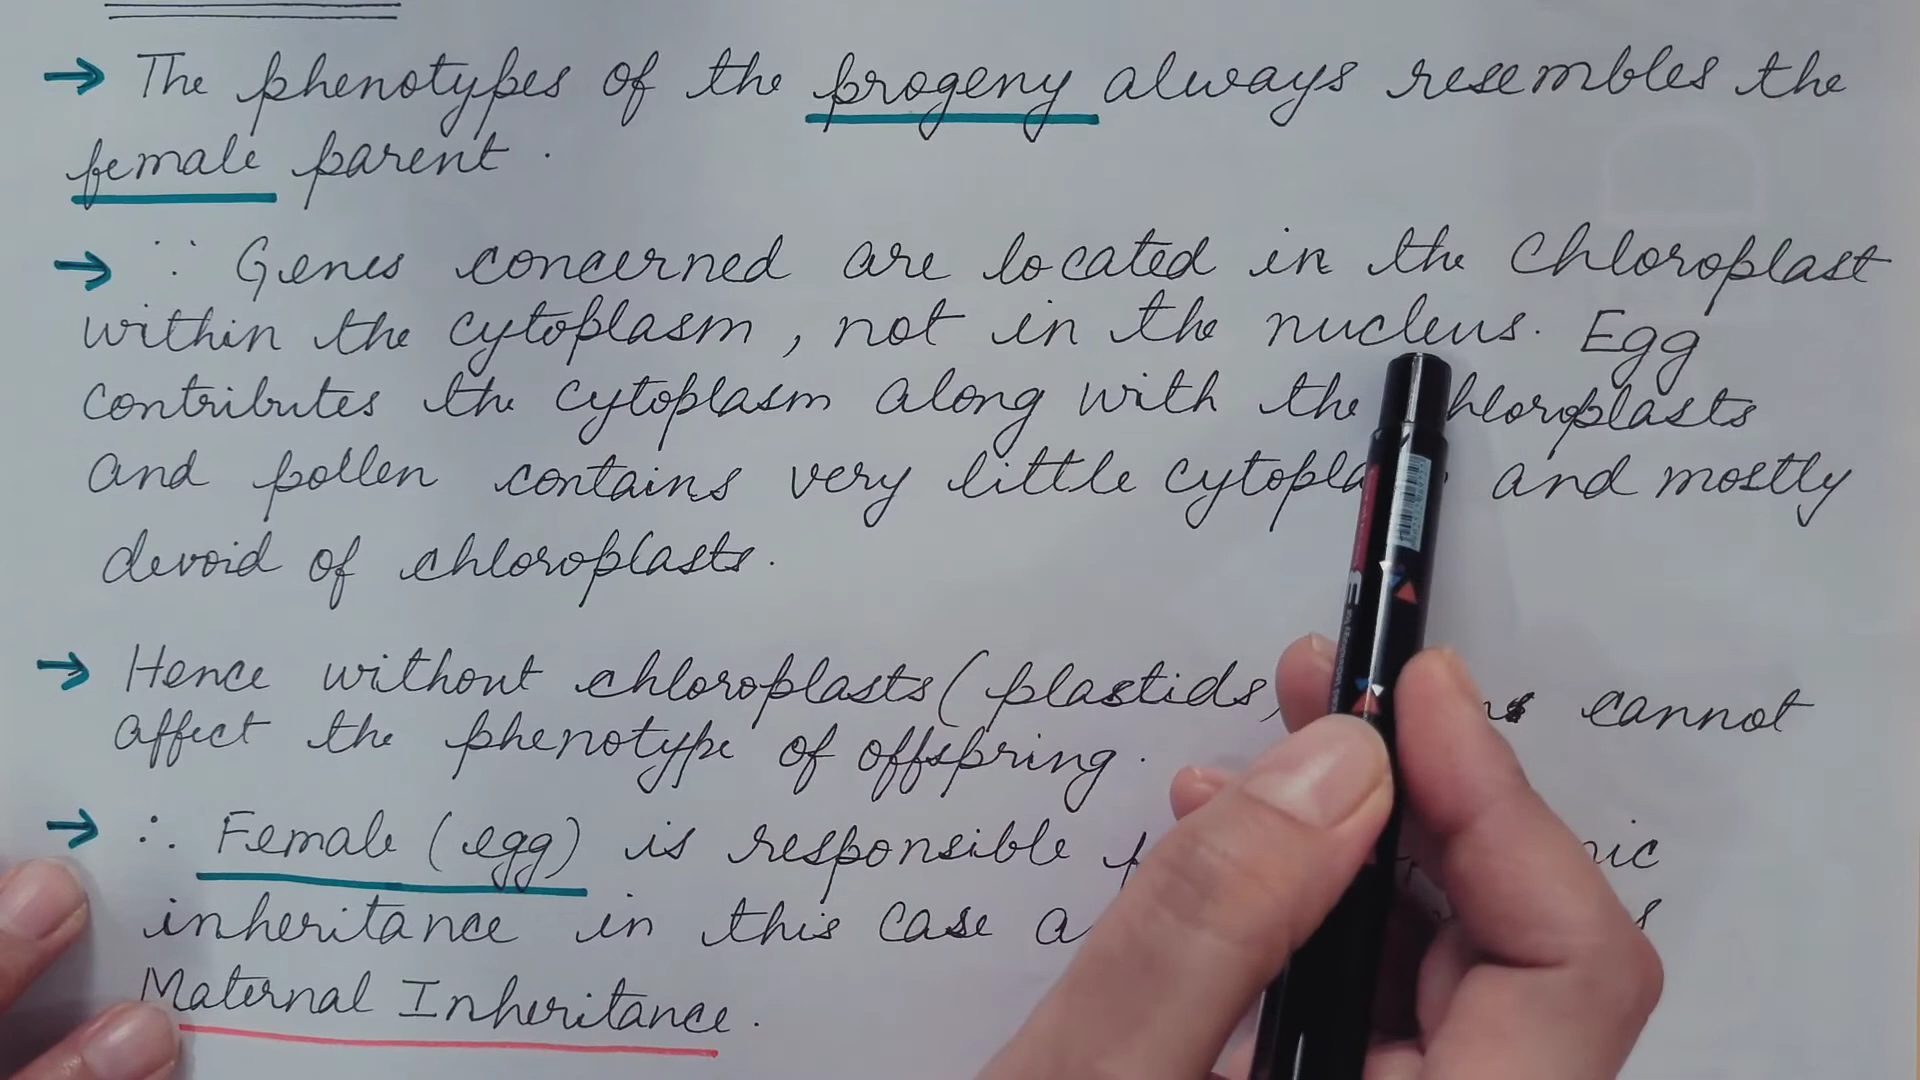 → The phenotypes of the progeny always resembles the
female parent.
→ ∵ Genes concerned are located in the Chloroplast
within the cytoplasm, not in the nucleus. Egg
contributes the cytoplasm along with the hloroplasts
and pollen contains very little cytopla and mostly
devoid of chloroplasts.
→ Hence without chloroplasts (plastids) cannot
affect the phenotype of offspring.
→ ∴ Female (egg) is responsible
inheritance in this case
Maternal Inheritance.